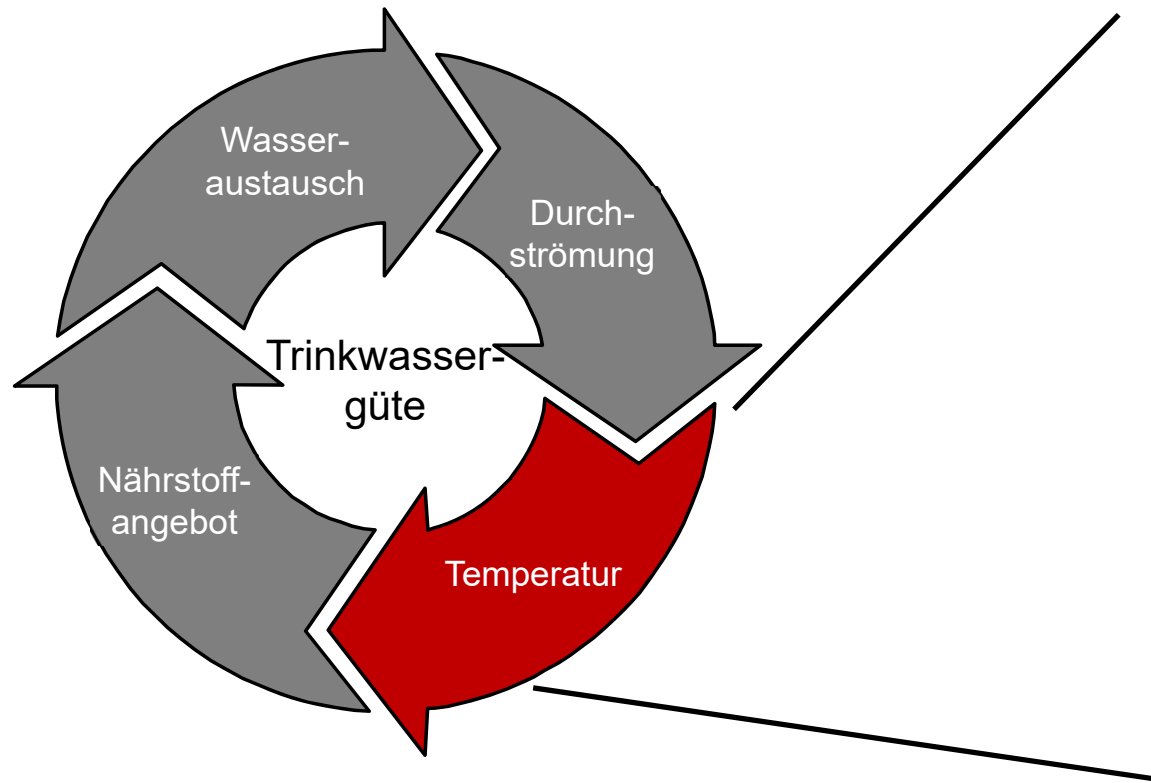 Wasser-
austausch
Durch-
strömung
Trinkwasser-
güte
Nährstoff-
angebot
Temperatur